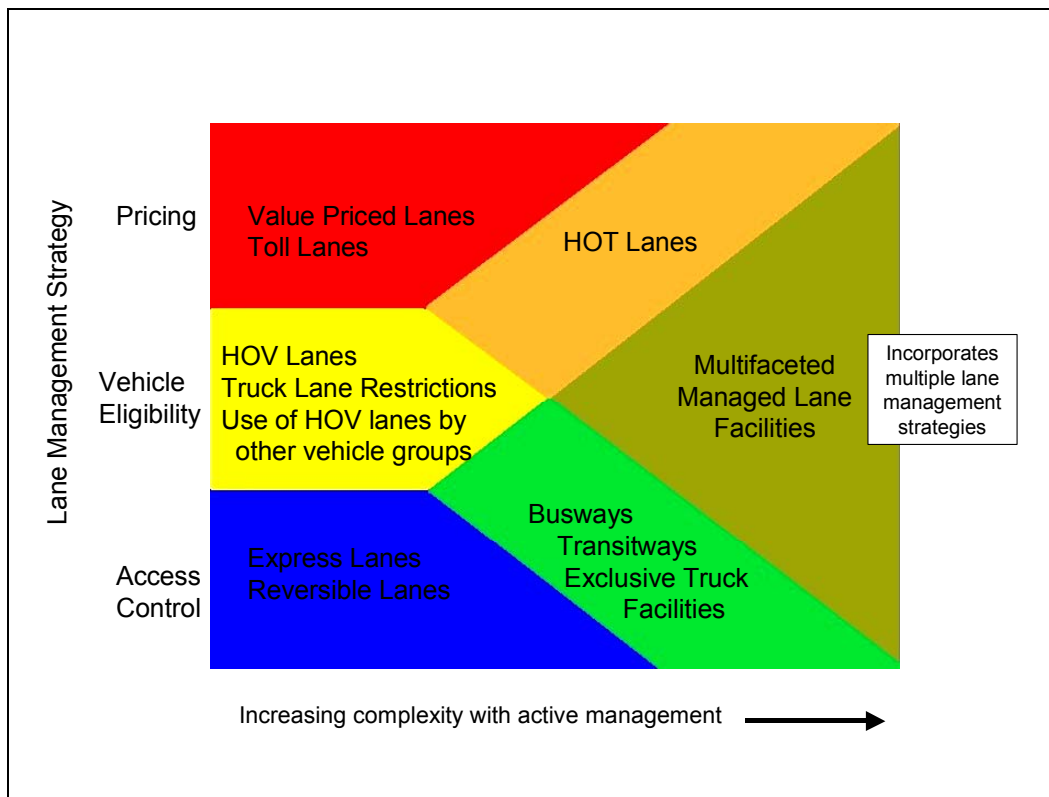 Lane Management Strategy
Pricing
Value Priced Lanes
Toll Lanes
HOT Lanes
Vehicle
Eligibility
HOV Lanes
Truck Lane Restrictions
Use of HOV lanes by
other vehicle groups
Multifaceted
Managed Lane
Facilities
Incorporates
multiple lane
management
strategies
Access
Control
Express Lanes
Reversible Lanes
Busways
Transitways
Exclusive Truck
Facilities
Increasing complexity with active management